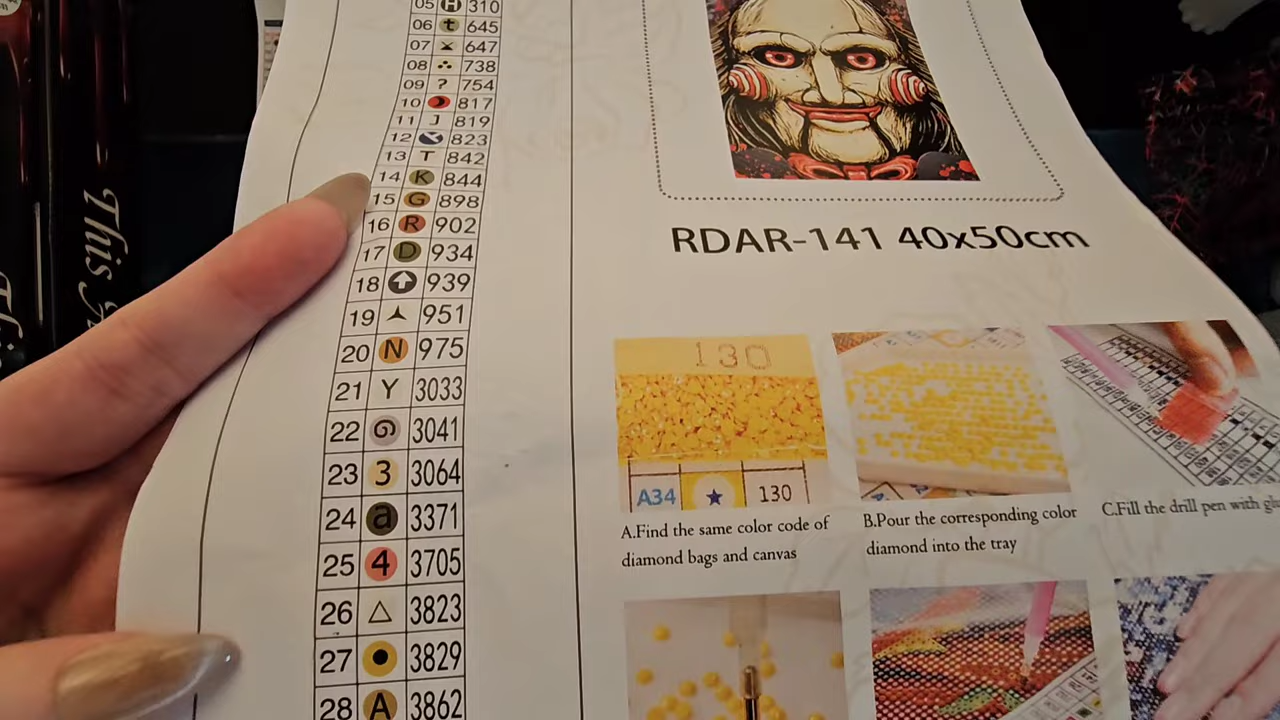 05 H 310
06 t 645
07 647
08 738
09 ? 754
10 817
11 J 819
12 823
13 T 842
14 K 844
15 G 898
16 R 902
17 D 934
18 939
19 951
20 N 975
21 Y 3033
22 3041
23 3 3064
24 a 3371
25 4 3705
26 △ 3823
27 3829
28 A 3862
RDAR-141 40x50cm
130
A34 ★ 130
A.Find the same color code of
diamond bags and canvas
B.Pour the corresponding color
diamond into the tray
C.Fill the drill pen with
This